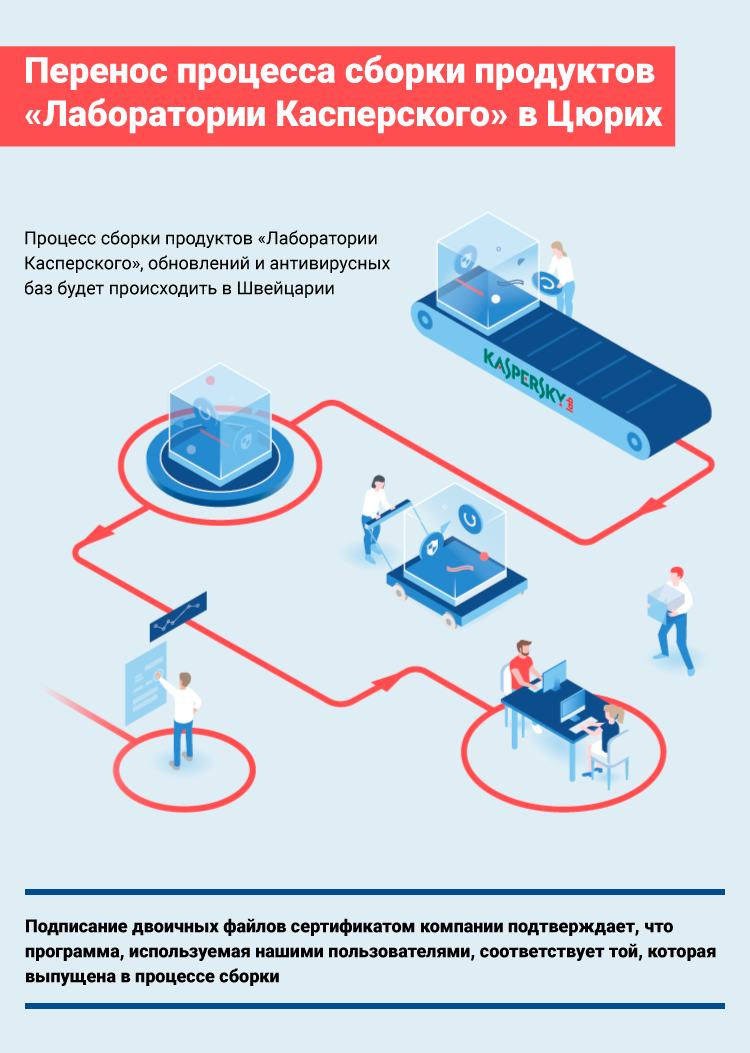 Перенос процесса сборки продуктов
«Лаборатории Касперского» в Цюрих
Процесс сборки продуктов «Лаборатории
Касперского», обновлений и антивирусных
баз будет происходить в Швейцарии
KASPERSKY lab
Подписание двоичных файлов сертификатом компании подтверждает, что
программа, используемая нашими пользователями, соответствует той, которая
выпущена в процессе сборки